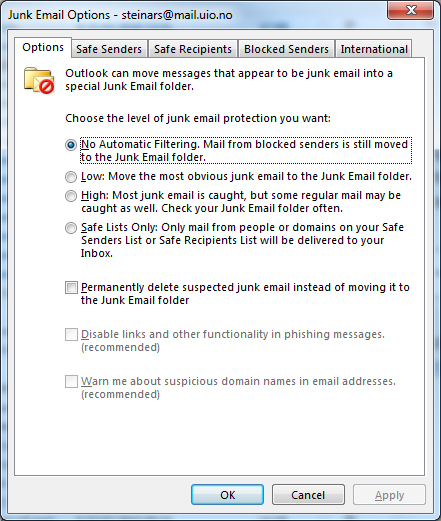 Junk Email Options - steinars@mail.uio.no
Options Safe Senders Safe Recipients Blocked Senders International
Outlook can move messages that appear to be junk email into a
special Junk Email folder.
Choose the level of junk email protection you want:
No Automatic Filtering. Mail from blocked senders is still moved
to the Junk Email folder.
Low: Move the most obvious junk email to the Junk Email folder.
High: Most junk email is caught, but some regular mail may be
caught as well. Check your Junk Email folder often.
Safe Lists Only: Only mail from people or domains on your Safe
Senders List or Safe Recipients List will be delivered to your
Inbox.
Permanently delete suspected junk email instead of moving it to
the Junk Email folder
Disable links and other functionality in phishing messages.
(recommended)
Warn me about suspicious domain names in email addresses.
(recommended)
OK Cancel Apply